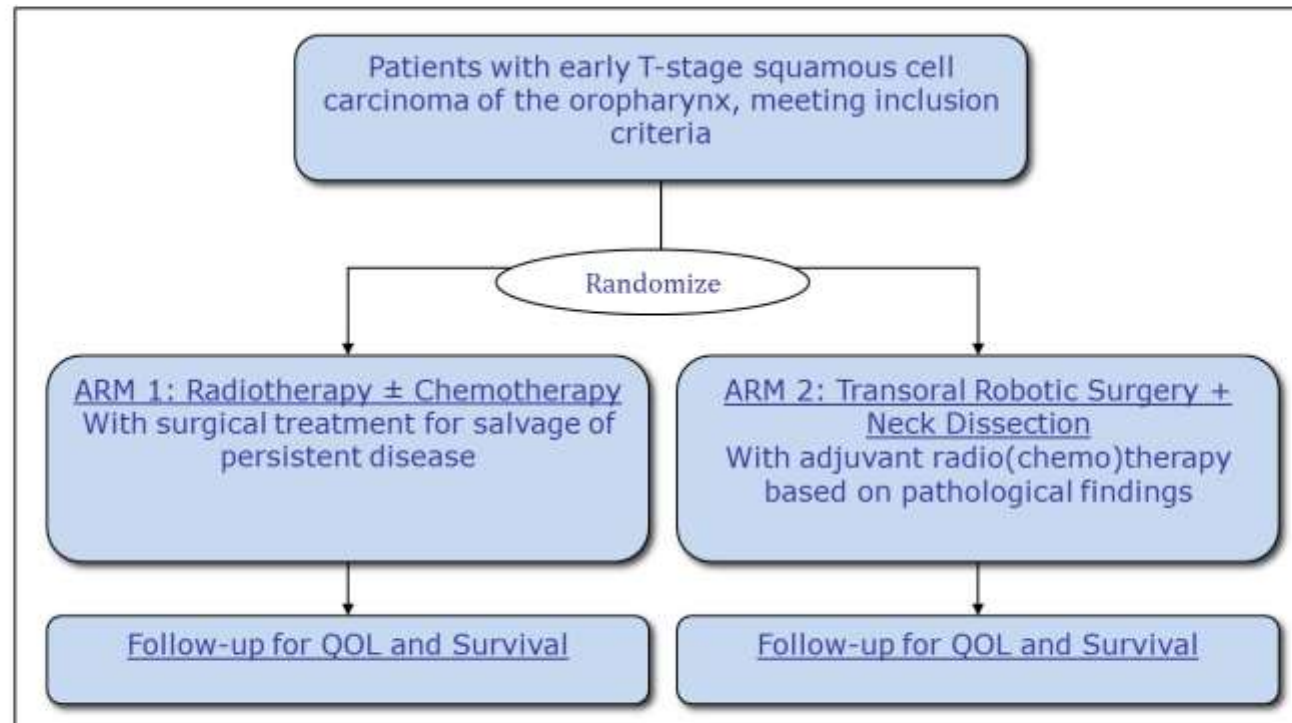 Patients with early T-stage squamous cell
carcinoma of the oropharynx, meeting inclusion
criteria
Randomize
ARM 1: Radiotherapy ± Chemotherapy
With surgical treatment for salvage of
persistent disease
ARM 2: Transoral Robotic Surgery +
Neck Dissection
With adjuvant radio(chemo)therapy
based on pathological findings
Follow-up for QOL and Survival
Follow-up for QOL and Survival